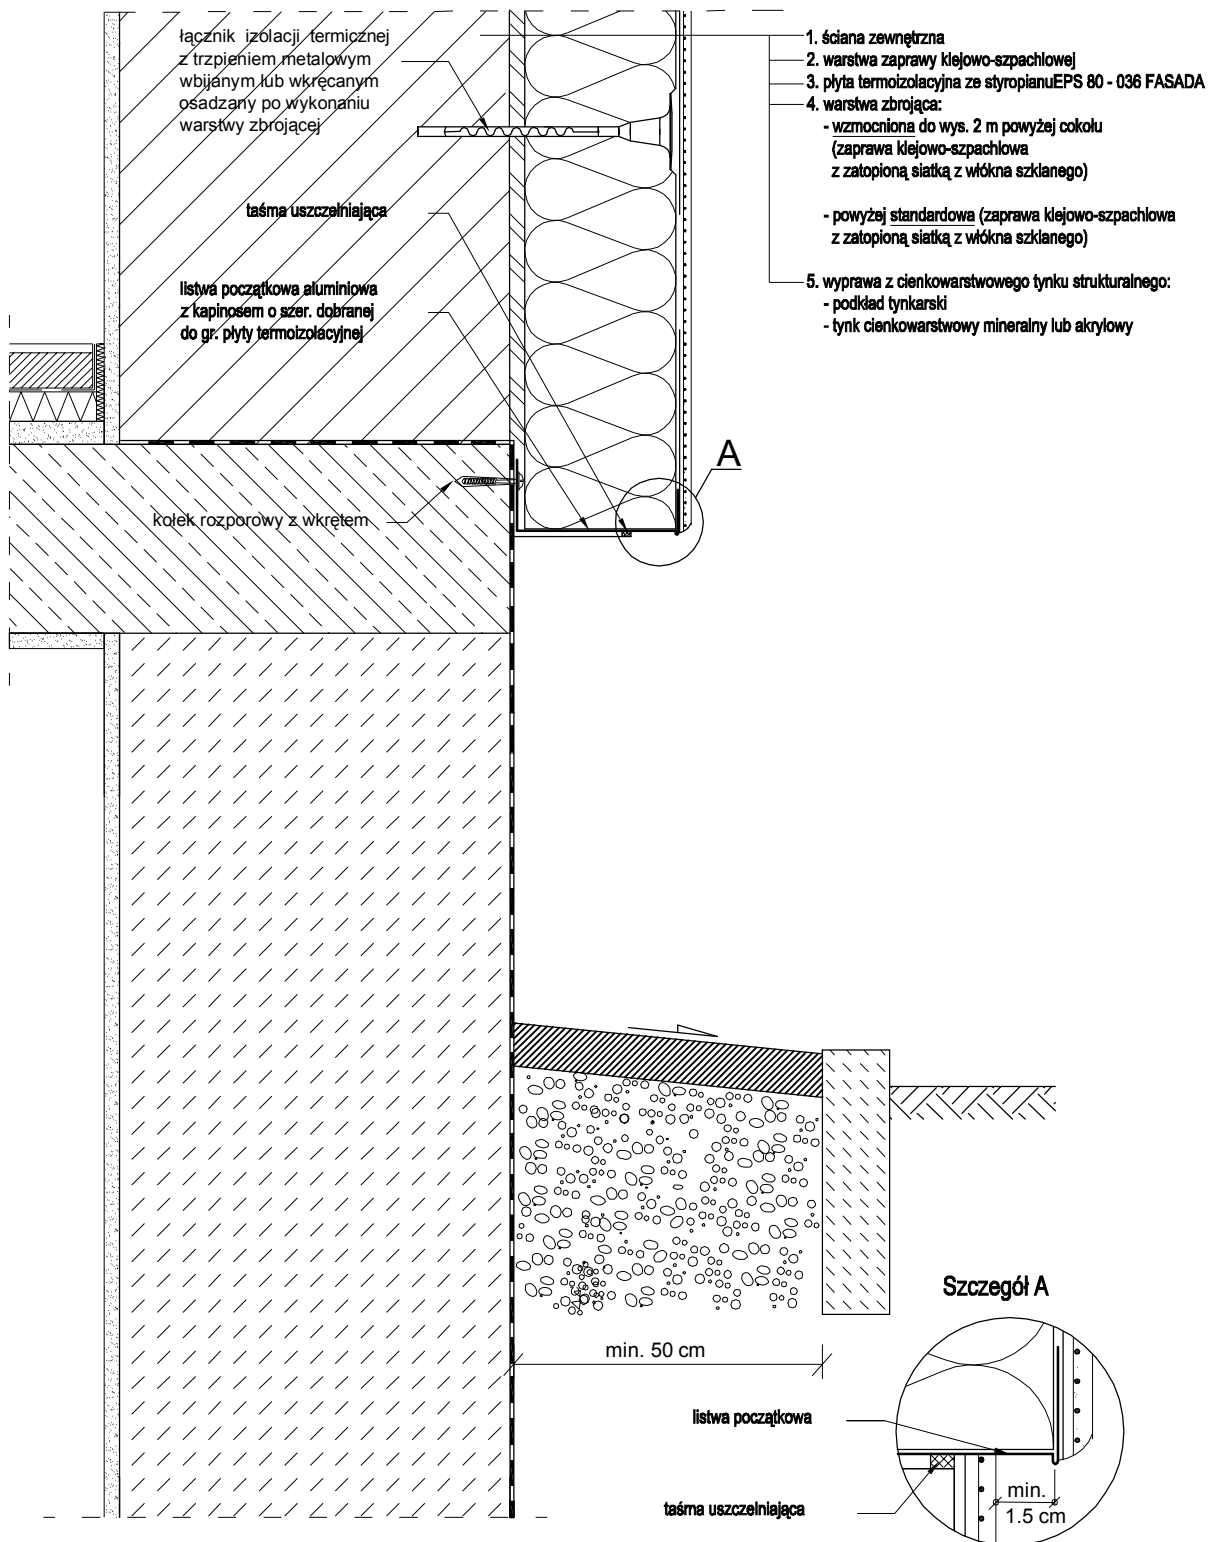 łącznik izolacji termicznej
z trzpieniem metalowym
wbijanym lub wkręcanym
osadzany po wykonaniu
warstwy zbrojącej
1. ściana zewnętrzna
2. warstwa zaprawy klejowo-szpachlowej
3. płyta termoizolacyjna ze styropianuEPS 80 - 036 FASADA
4. warstwa zbrojąca:
- wzmocniona do wys. 2 m powyżej cokołu
(zaprawa klejowo-szpachlowa
z zatopioną siatką z włókna szklanego)
- powyżej standardowa (zaprawa klejowo-szpachlowa
z zatopioną siatką z włókna szklanego)
5. wyprawa z cienkowarstwowego tynku strukturalnego:
- podkład tynkarski
- tynk cienkowarstwowy mineralny lub akrylowy
taśma uszczelniająca
listwa początkowa aluminiowa
z kapinosem o szer. dobranej
do gr. płyty termoizolacyjnej
A
kołek rozporowy z wkrętem
min. 50 cm
Szczegół A
listwa początkowa
taśma uszczelniająca
min.
1.5 cm